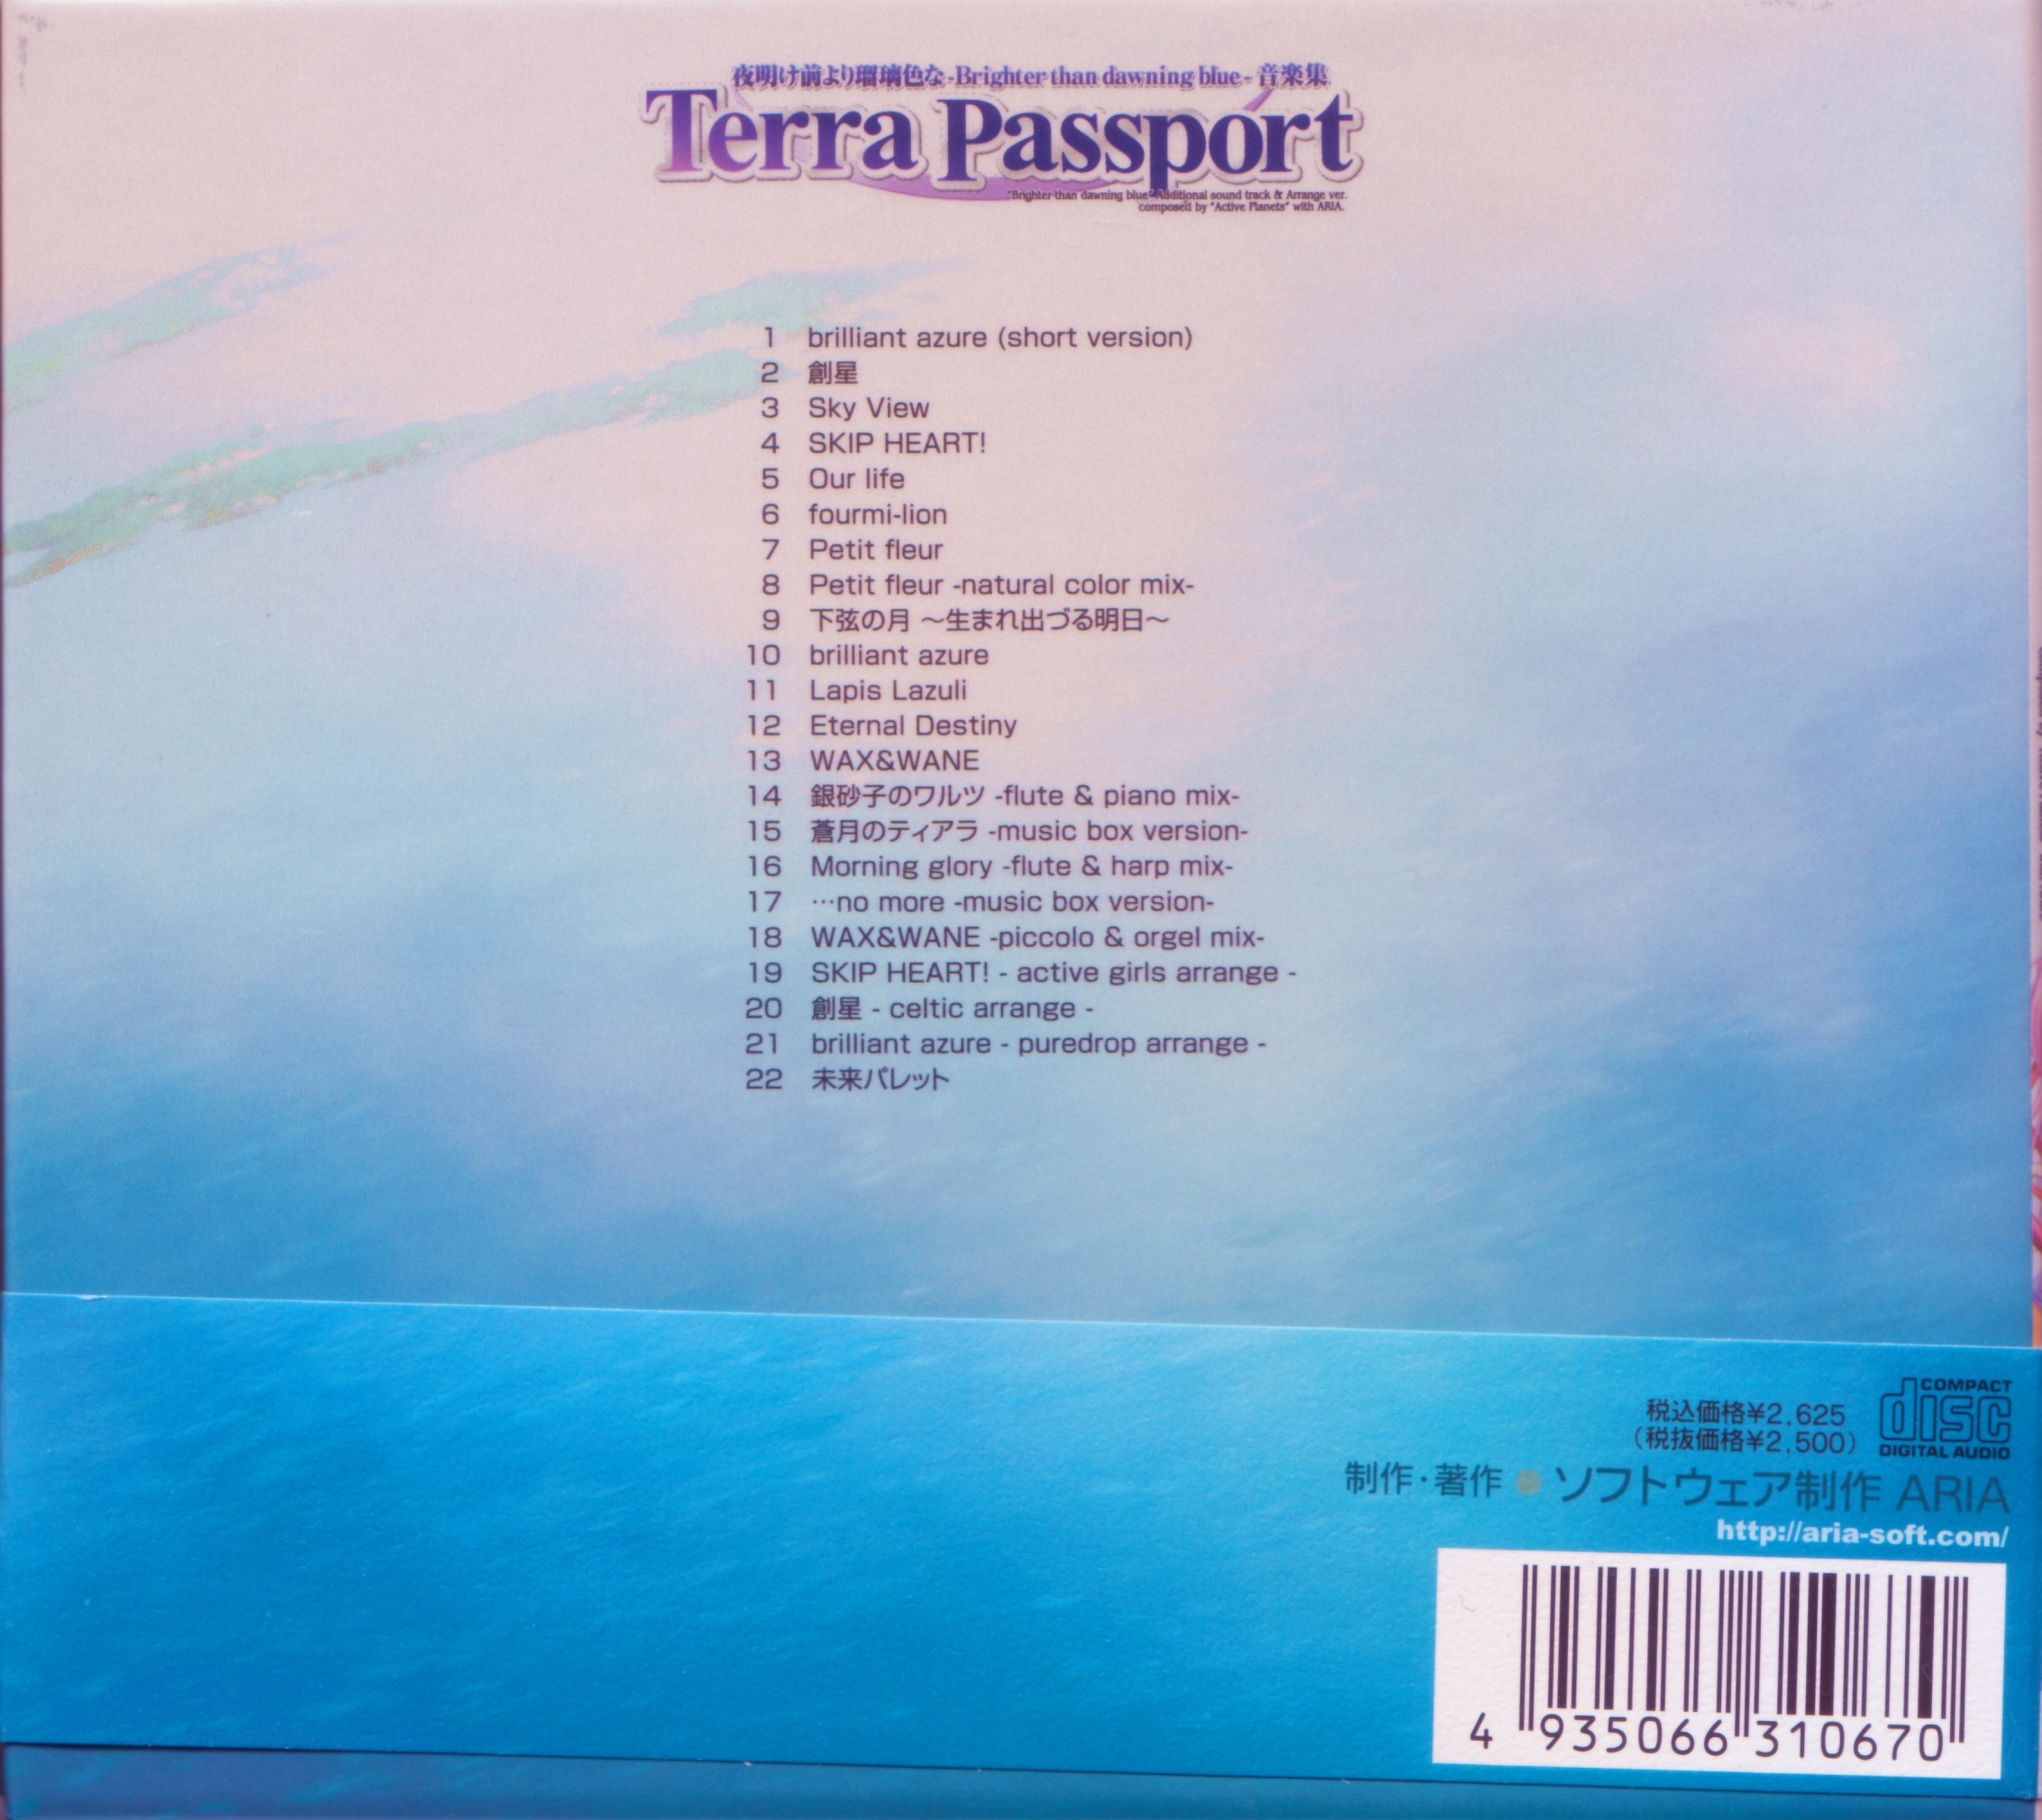 夜明け前より瑠璃色な -Brighter than dawning blue- 音楽集
Terra Passport
"Brighter than dawning blue" Additional sound track & Arrange ver.
composed by "Active Planets" with ARIA.
1 brilliant azure (short version)
2 創星
3 Sky View
4 SKIP HEART!
5 Our life
6 fourmi-lion
7 Petit fleur
8 Petit fleur -natural color mix-
9 下弦の月 ～生まれ出づる明日～
10 brilliant azure
11 Lapis Lazuli
12 Eternal Destiny
13 WAX&WANE
14 銀砂子のワルツ -flute & piano mix-
15 蒼月のティアラ -music box version-
16 Morning glory -flute & harp mix-
17 …no more -music box version-
18 WAX&WANE -piccolo & orgel mix-
19 SKIP HEART! - active girls arrange -
20 創星 - celtic arrange -
21 brilliant azure - puredrop arrange -
22 未来パレット
税込価格¥2,625
（税抜価格¥2,500）
COMPACT
disc
DIGITAL AUDIO
制作・著作 ● ソフトウェア制作 ARIA
http://aria-soft.com/
4 935066 310670